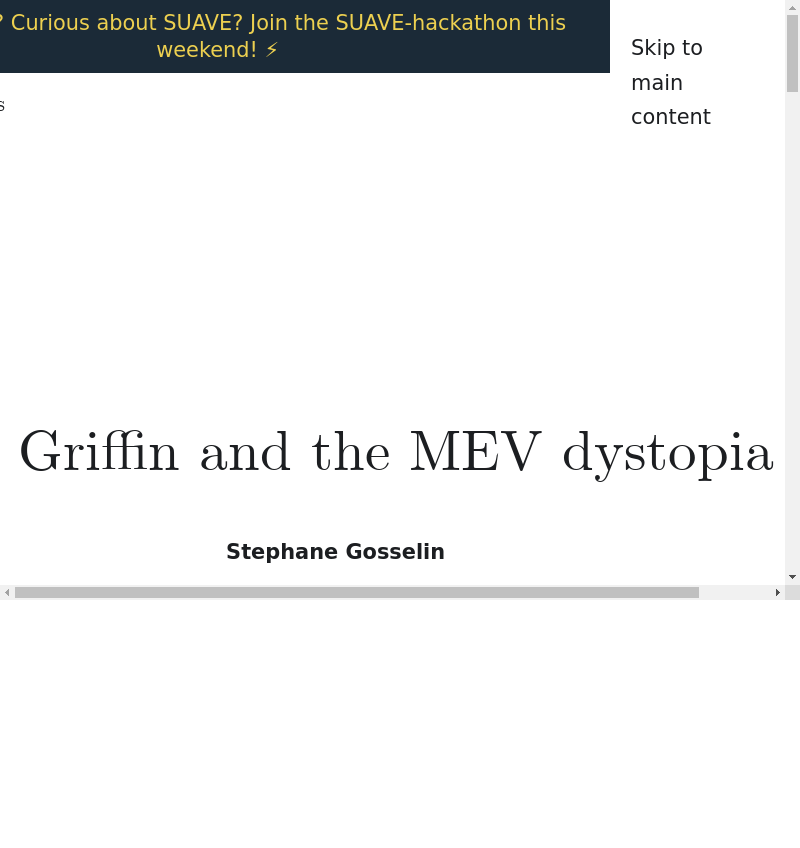 ? Curious about SUAVE? Join the SUAVE-hackathon this
weekend! ⚡
Skip to
main
content
s
Griffin and the MEV dystopia
Stephane Gosselin